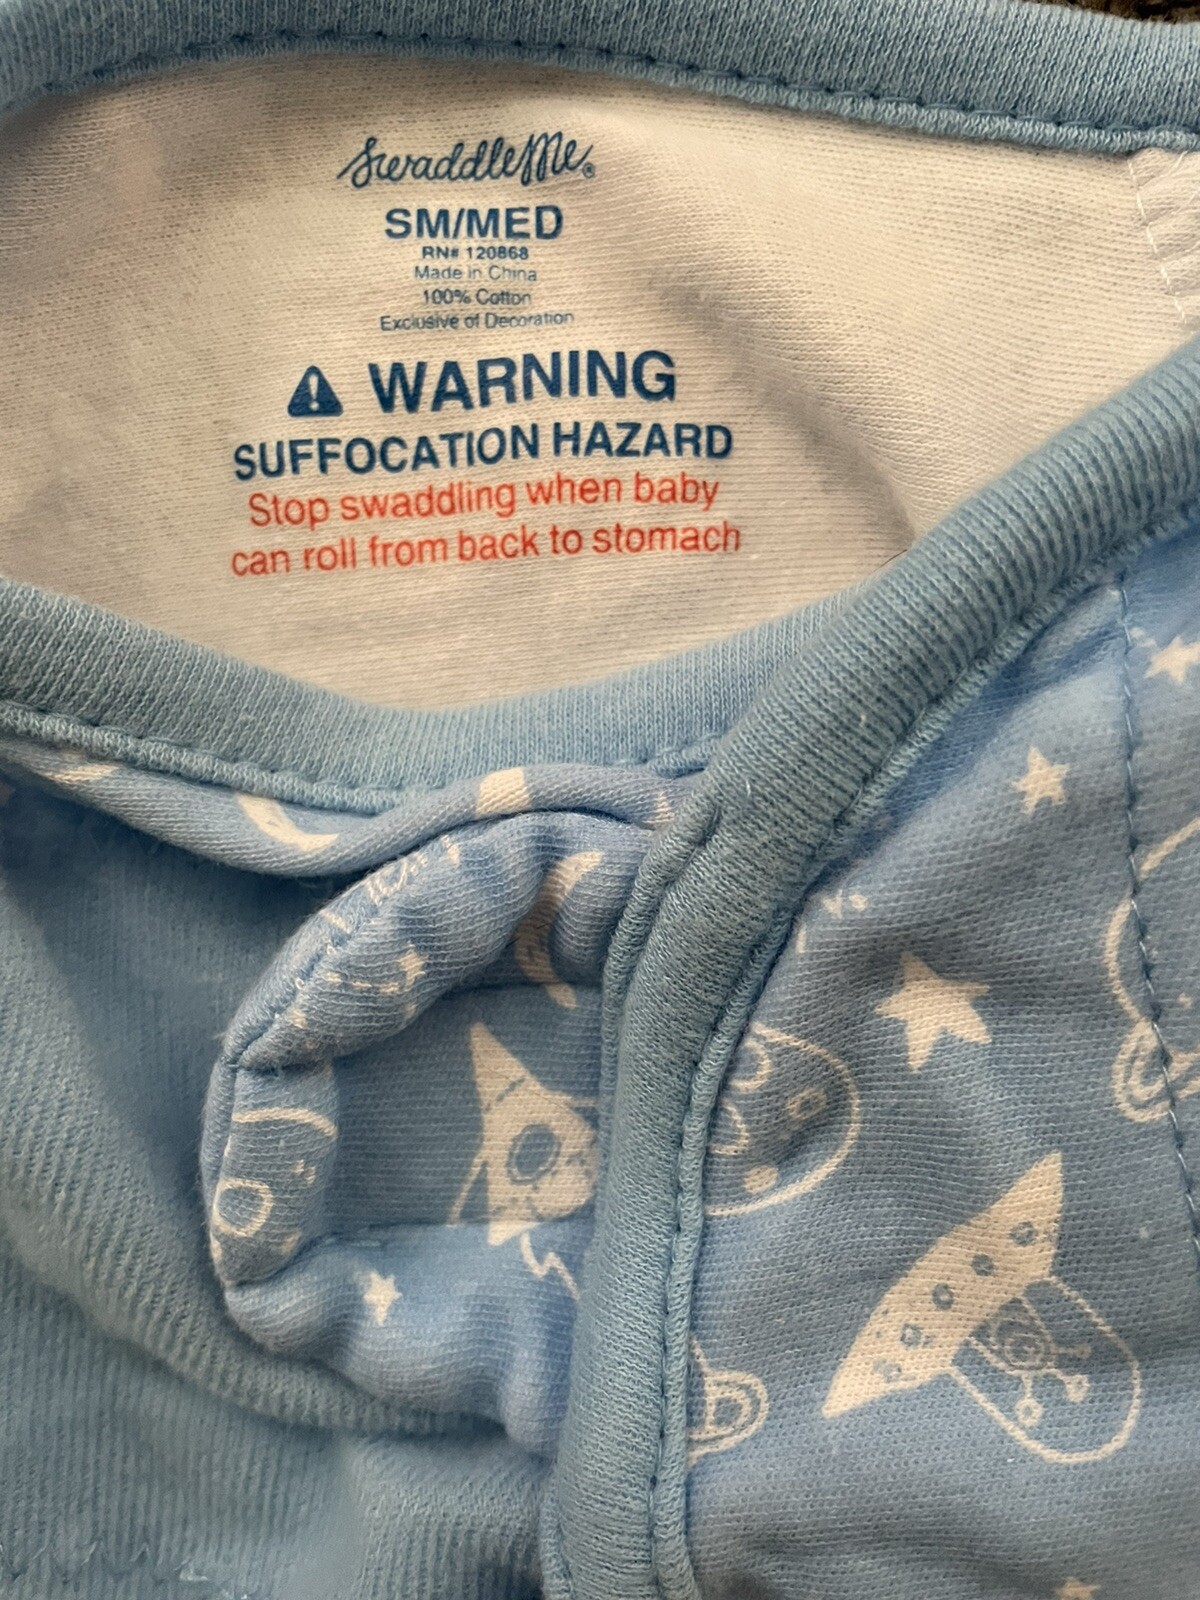 SwaddleMe®
SM/MED
RN# 120868
Made in China
100% Cotton
Exclusive of Decoration
WARNING
SUFFOCATION HAZARD
Stop swaddling when baby
can roll from back to stomach